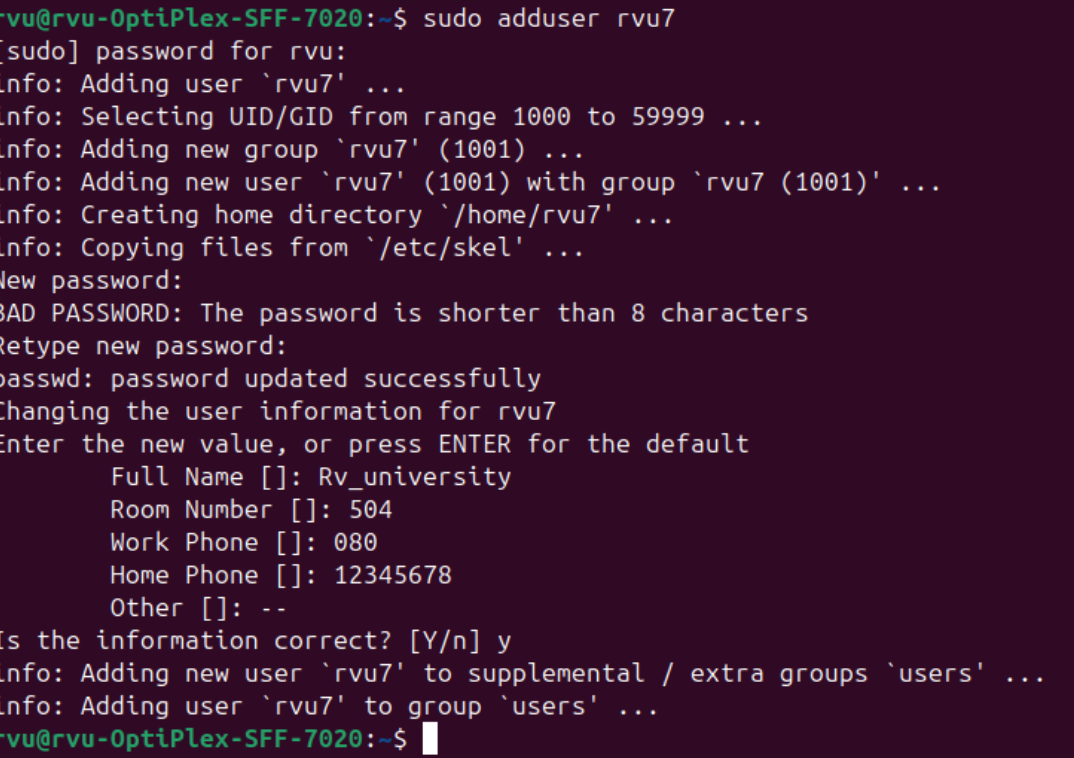 rvu@rvu-OptiPlex-SFF-7020:~$ sudo adduser rvu7
[sudo] password for rvu:
info: Adding user `rvu7' ...
info: Selecting UID/GID from range 1000 to 59999 ...
info: Adding new group `rvu7' (1001) ...
info: Adding new user `rvu7' (1001) with group `rvu7 (1001)' ...
info: Creating home directory `/home/rvu7' ...
info: Copying files from `/etc/skel' ...
New password:
BAD PASSWORD: The password is shorter than 8 characters
Retype new password:
passwd: password updated successfully
Changing the user information for rvu7
Enter the new value, or press ENTER for the default
Full Name []: Rv_university
Room Number []: 504
Work Phone []: 080
Home Phone []: 12345678
Other []: --
Is the information correct? [Y/n] y
info: Adding new user `rvu7' to supplemental / extra groups `users' ...
info: Adding user `rvu7' to group `users' ...
rvu@rvu-OptiPlex-SFF-7020:~$